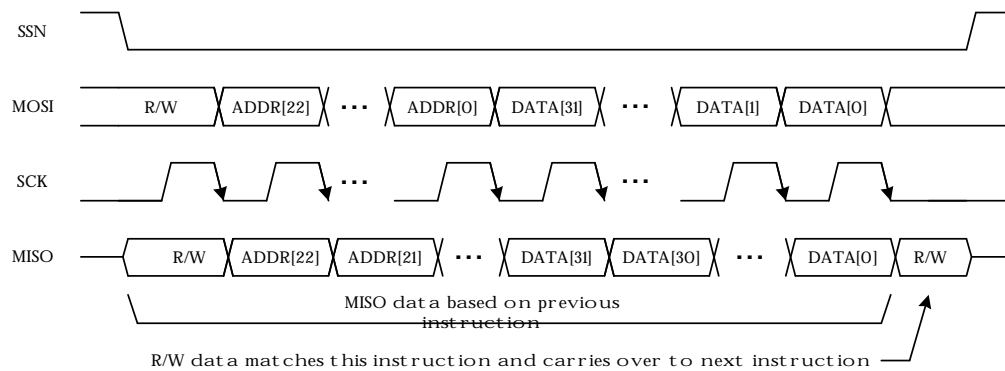 SSN
MOSI R/W ADDR[22] ... ADDR[0] DATA[31] ... DATA[1] DATA[0]
SCK ... ...
MISO R/W ADDR[22] ADDR[21] ... DATA[31] DATA[30] ... DATA[0] R/W
MISO data based on previous
instruction
R/W data matches this instruction and carries over to next instruction